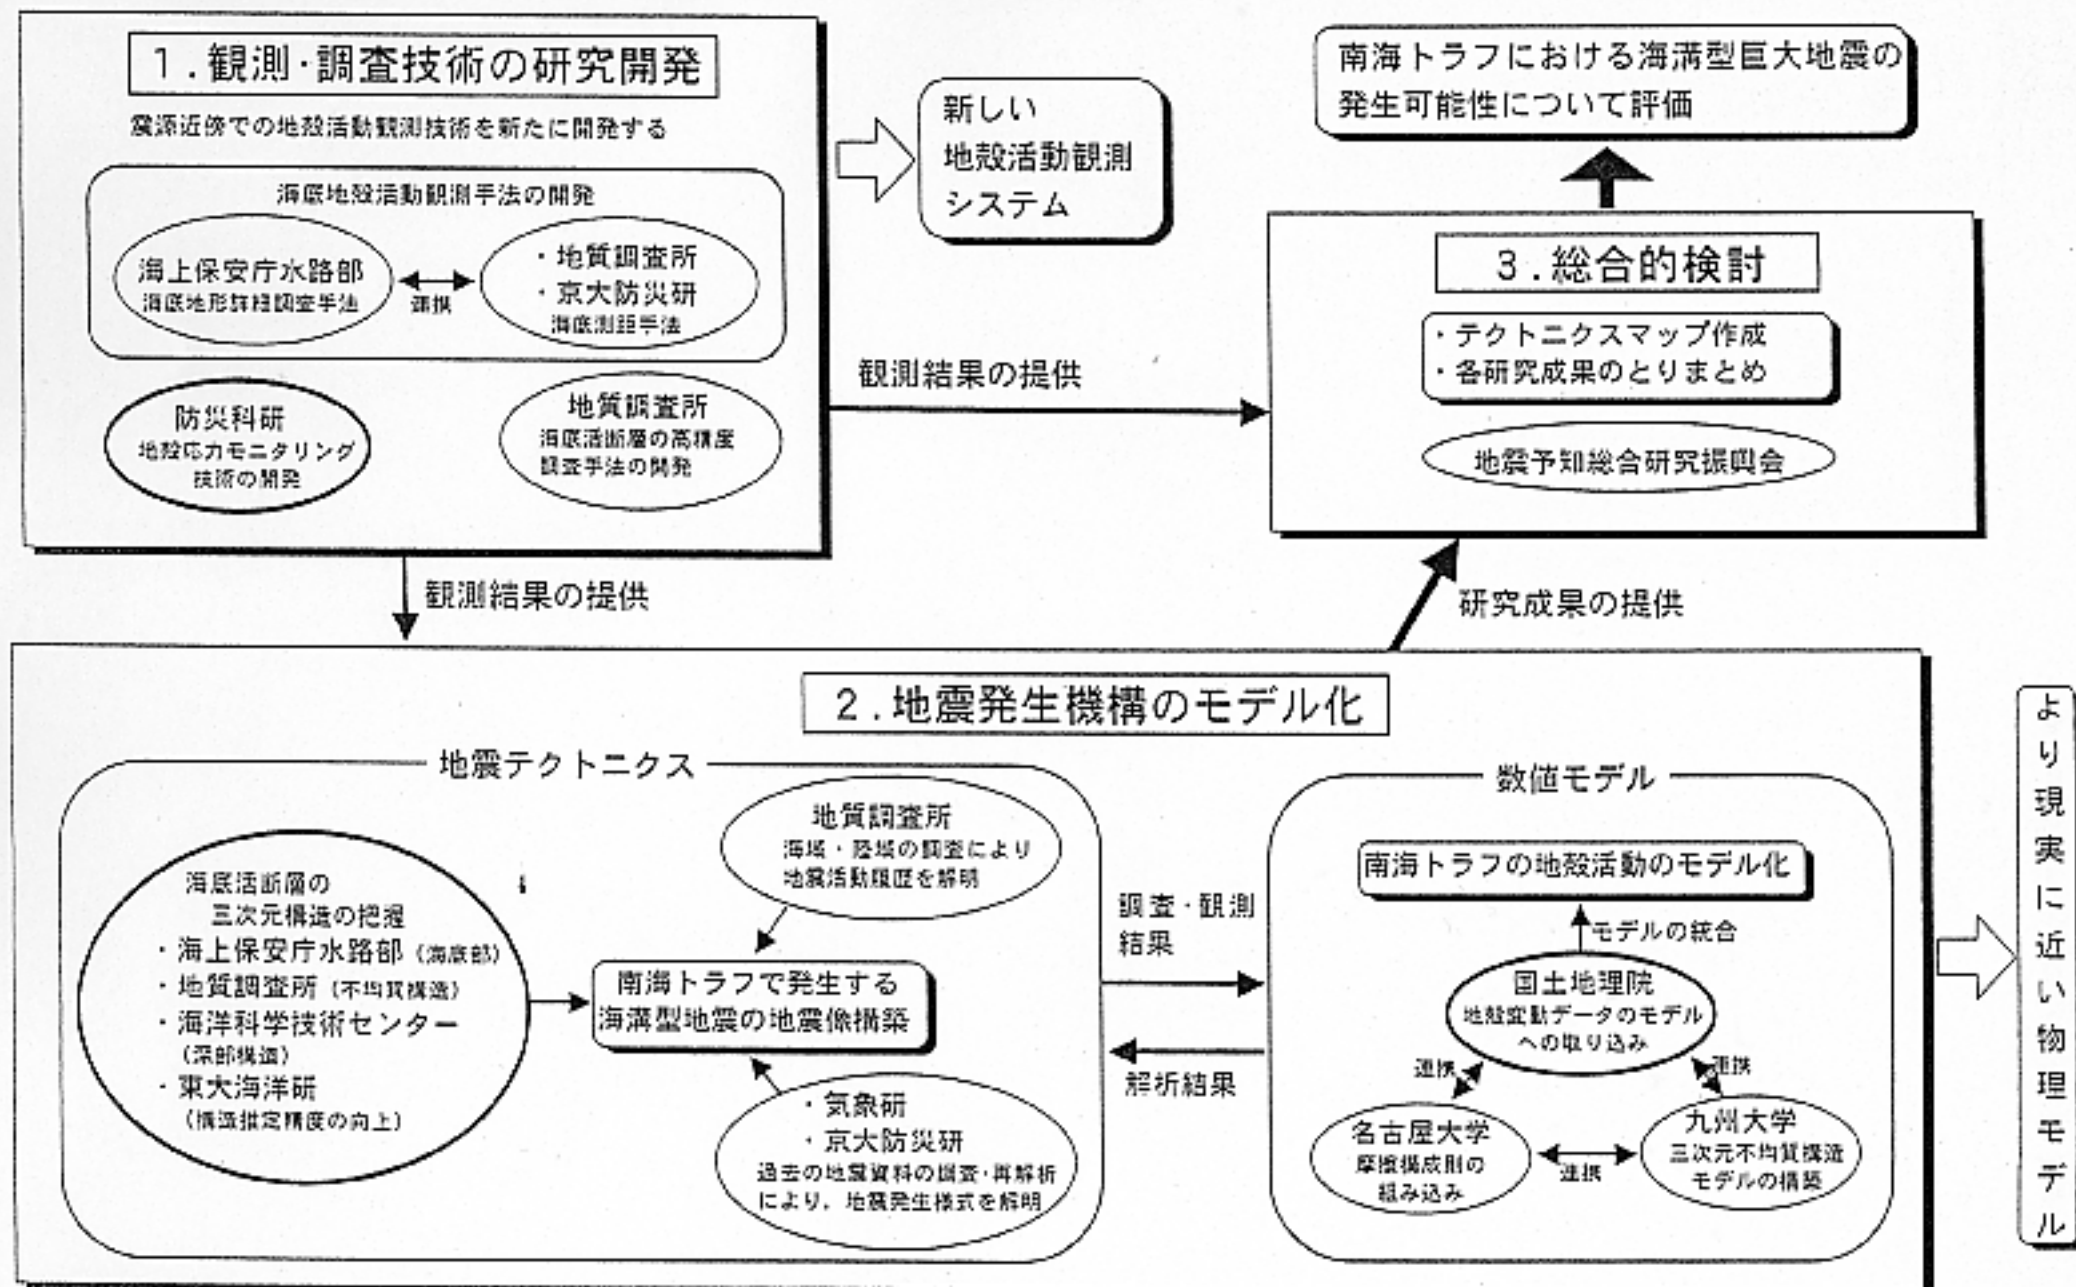 1.観測・調査技術の研究開発
震源近傍での地殻活動観測技術を新たに開発する
海底地殻活動観測手法の開発
海上保安庁水路部
海底地形詳細調査手法
連携
・地質調査所
・京大防災研
海底測距手法
防災科研
地殻応力モニタリング
技術の開発
地質調査所
海底活断層の高精度
調査手法の開発
新しい
地殻活動観測
システム
南海トラフにおける海溝型巨大地震の
発生可能性について評価
3.総合的検討
・テクトニクスマップ作成
・各研究成果のとりまとめ
地震予知総合研究振興会
観測結果の提供
観測結果の提供
研究成果の提供
2.地震発生機構のモデル化
地震テクトニクス
海底活断層の
三次元構造の把握
・海上保安庁水路部(海底部)
・地質調査所(不均質構造)
・海洋科学技術センター
(深部構造)
・東大海洋研
(構造推定精度の向上)
地質調査所
海域・陸域の調査により
地震活動履歴を解明
南海トラフで発生する
海溝型地震の地震像構築
・気象研
・京大防災研
過去の地震資料の調査・再解析
により，地震発生様式を解明
調査・観測
結果
解析結果
数値モデル
南海トラフの地殻活動のモデル化
モデルの統合
国土地理院
地殻変動データのモデル
への取り込み
連携
連携
名古屋大学
摩擦構成則の
組み込み
連携
九州大学
三次元不均質構造
モデルの構築
より現実に近い物理モデル